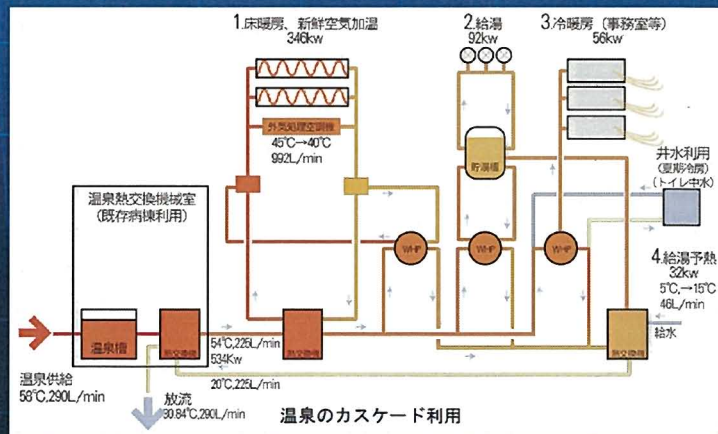 1.床暖房、新鮮空気加温
346kw
2.給湯
92kw
3.冷暖房（事務室等）
56kw
外気処理空調機
45℃→40℃
992L/min
貯湯槽
井水利用
(夏期冷房)
(トイレ中水)
温泉熱交換機械室
(既存病棟利用)
WHP
WHP
WHP
4.給湯予熱
32kw
5℃,→15℃
46L/min
給水
温泉槽
熱交換機
熱交換機
熱交換機
54℃,225L/min
534Kw
20℃,225L/min
温泉供給
58℃,290L/min
放流
30.84℃,290L/min
温泉のカスケード利用